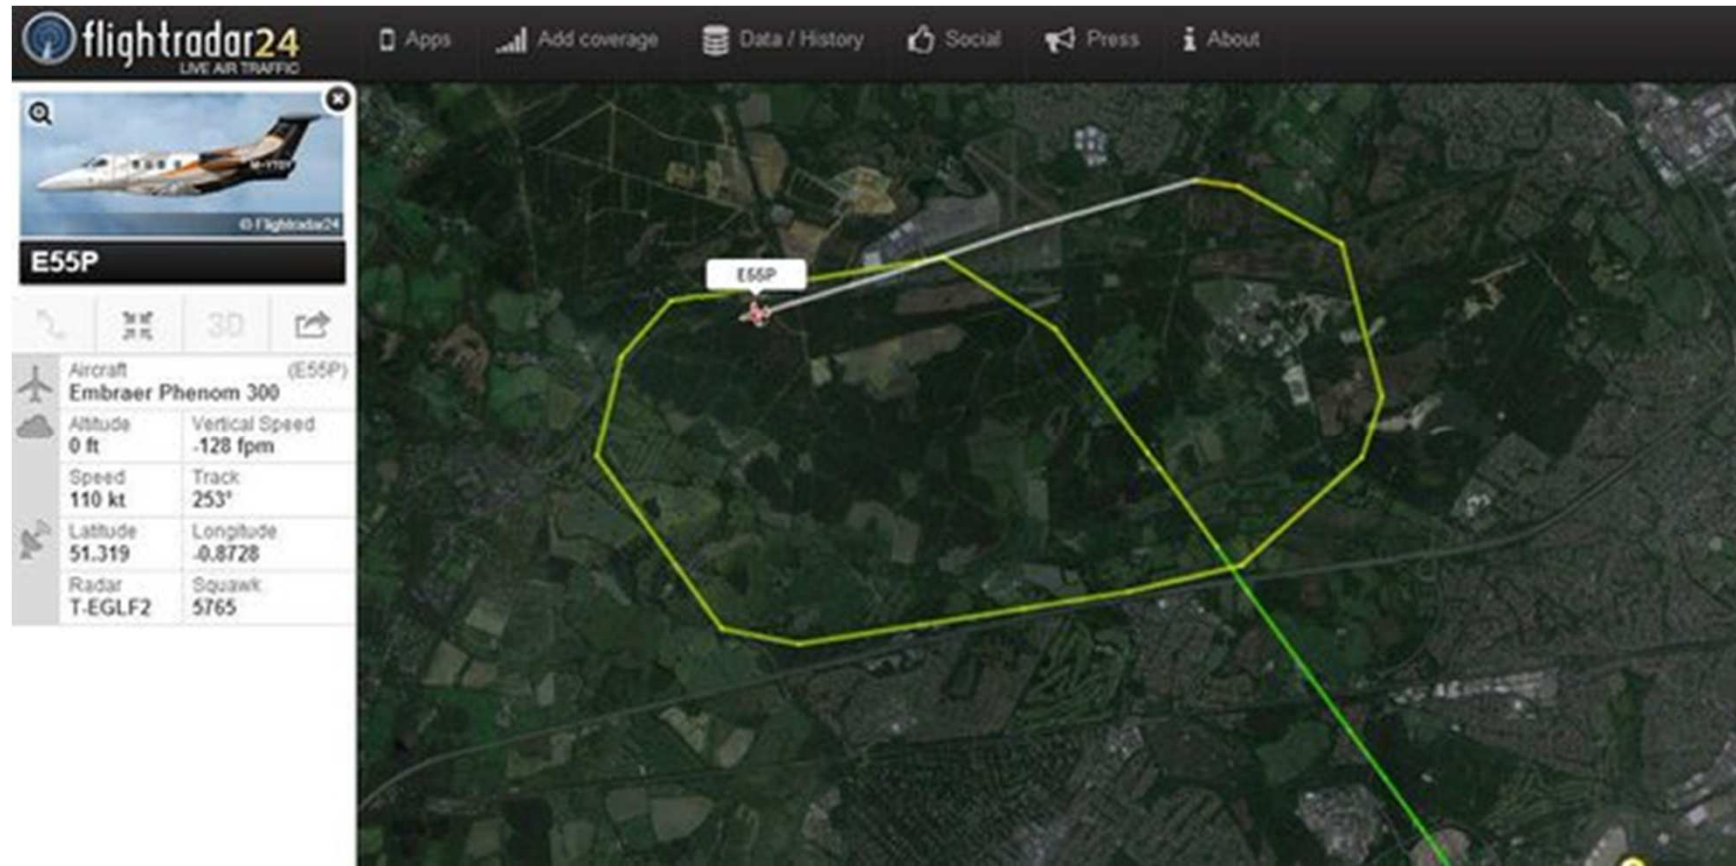 flightradar24
LIVE AIR TRAFFIC
Apps
Add coverage
Data / History
Social
Press
About
© Flightradar24
E55P
3D
Aircraft (E55P)
Embraer Phenom 300
Altitude Vertical Speed
0 ft -128 fpm
Speed Track
110 kt 253°
Latitude Longitude
51.319 -0.8728
Radar Squawk
T-EGLF2 5765
E55P